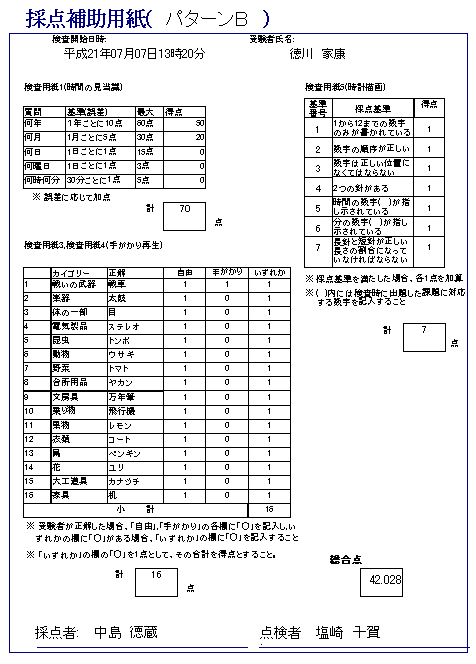 採点補助用紙( パターンB )
検査開始日時: 受験者氏名:
平成21年07月07日13時20分 徳川 家康
検査用紙1(時間の見当識)
質問 基準(誤差) 最大 得点
何年 1年ごとに10点 60点 50
何月 1月ごとに5点 30点 20
何日 1日ごとに1点 15点 0
何曜日 1日ごとに1点 3点 0
何時何分 30分ごとに1点 5点 0
※ 誤差に応じて加点
計 70 点
検査用紙3,検査用紙4(手がかり再生)
カイゴリー 正解 自由 手がかり いずれか
1 戦いの武器 戦車 1 1 1
2 楽器 太鼓 1 0 1
3 体の一部 目 1 0 1
4 電気製品 ステレオ 1 0 1
5 昆虫 トンボ 1 0 1
6 動物 ウサギ 1 0 1
7 野菜 トマト 1 0 1
8 台所用品 ヤカン 1 0 1
9 文房具 万年筆 1 0 1
10 乗り物 飛行機 1 0 1
11 果物 レモン 1 0 1
12 衣類 コート 1 0 1
13 鳥 ペンギン 1 0 1
14 花 ユリ 1 0 1
15 大工道具 カナヅチ 1 0 1
16 家具 机 1 0 1
小 計 16
※ 受験者が正解した場合、「自由」,「手がかり」の各欄に「○」を記入し,い
ずれかの欄に「○」がある場合、「いずれか」の欄に「○」を記入すること
※ 「いずれか」の欄の「○」を1点として、その合計を得点とすること。
計 16 点
検査用紙5(時計描画)
基準番号 採点基準 得点
1 1から12までの数字のみが書かれている 1
2 数字の順序が正しい 1
3 数字は正しい位置になくてはならない 1
4 2つの針がある 1
5 時間の数字( )が指し示されている 1
6 分の数字( )が指し示されている 1
7 長針と短針が正しい長さの割合になっていなければならない 1
※ 採点基準を満たした場合、各1点を加算
※( )内には検査時に出題した課題に対応
する数字を記入すること
計 7 点
総合点
42.028
採点者: 中島 徳蔵 点検者 塩崎 千賀